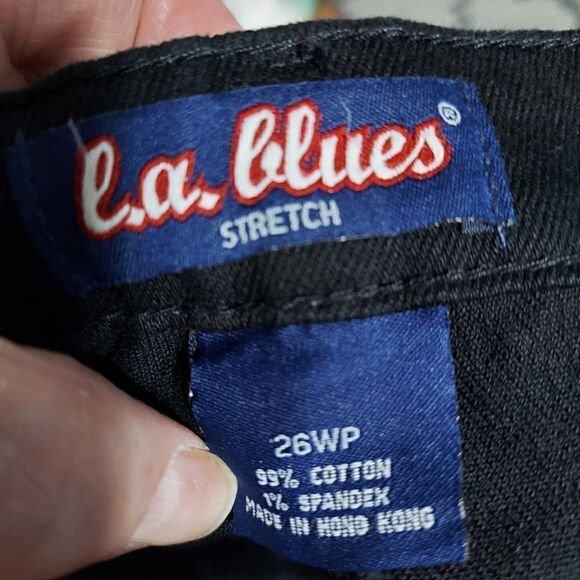 l.a. blues®
STRETCH
26WP
99% COTTON
1% SPANDEX
MADE IN HONG KONG